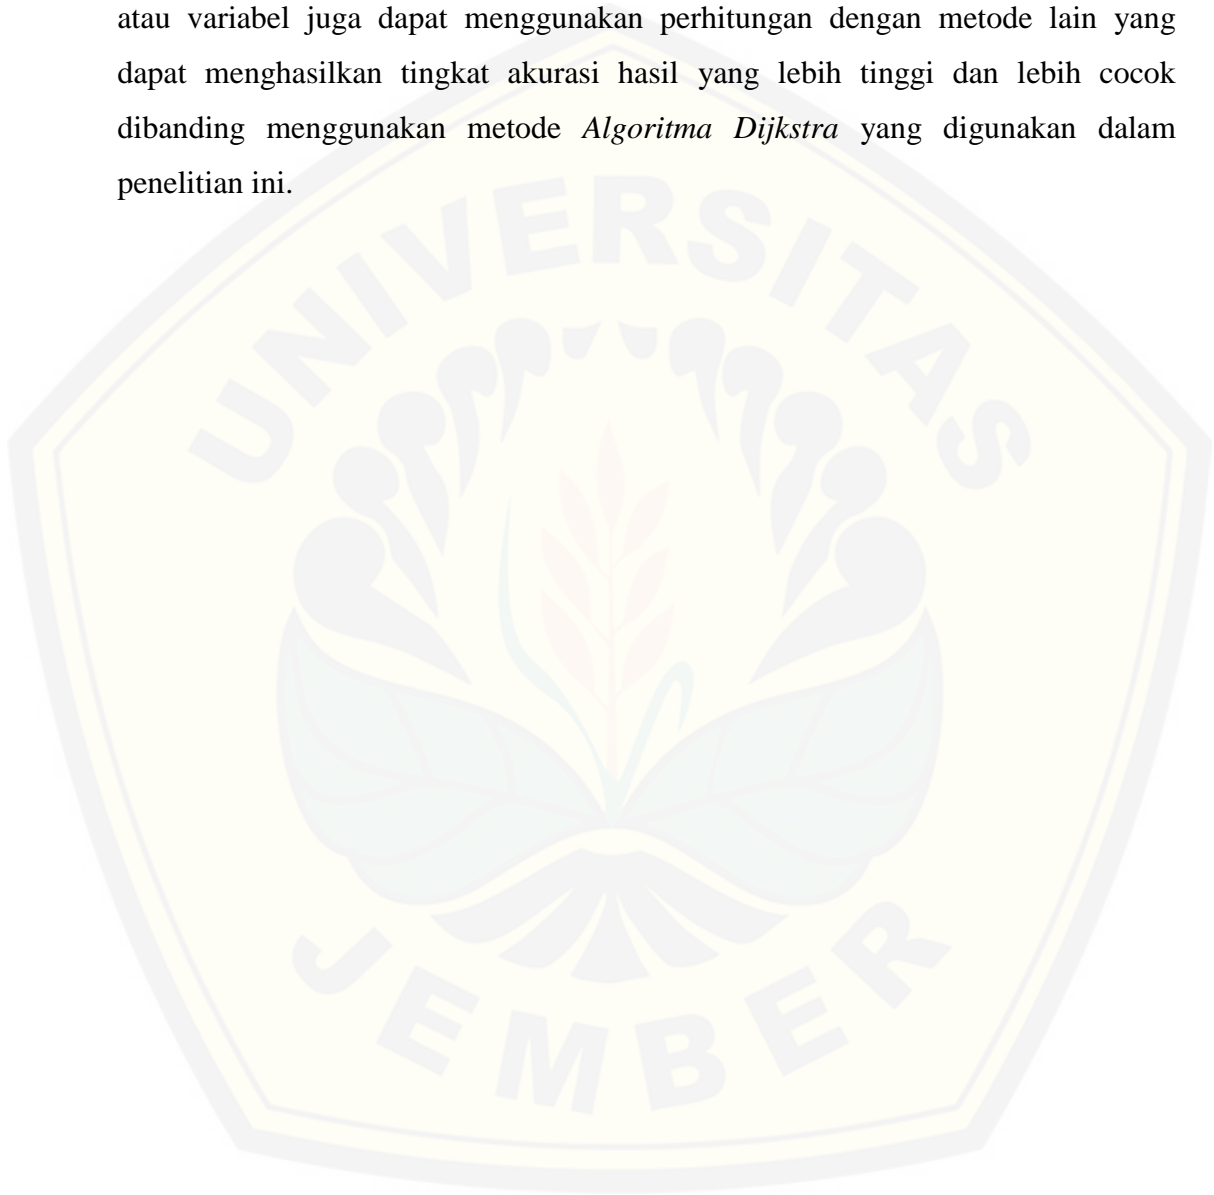 atau variabel juga dapat menggunakan perhitungan dengan metode lain yang
dapat menghasilkan tingkat akurasi hasil yang lebih tinggi dan lebih cocok
dibanding menggunakan metode Algoritma Dijkstra yang digunakan dalam
penelitian ini.
UNIVERSITAS
JEMBER